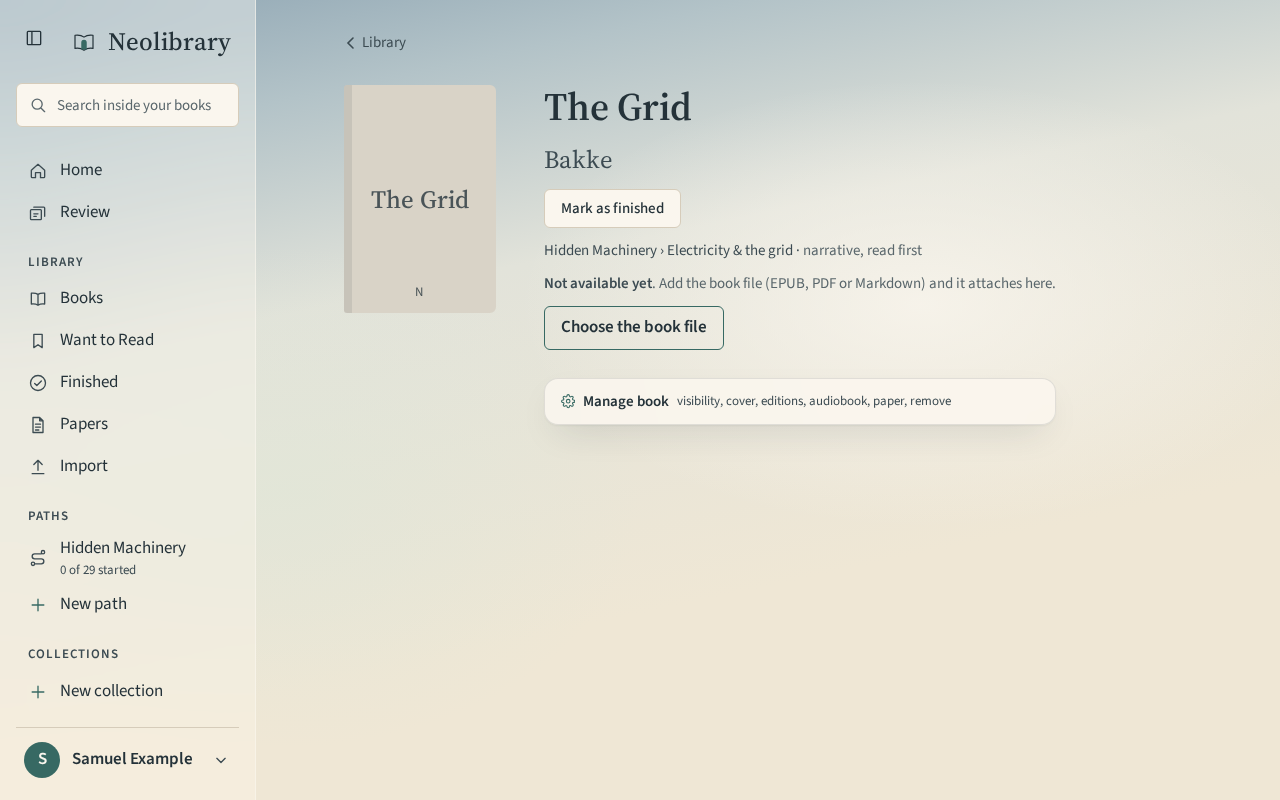 Neolibrary
Search inside your books
Home
Review
LIBRARY
Books
Want to Read
Finished
Papers
Import
PATHS
Hidden Machinery
0 of 29 started
New path
COLLECTIONS
New collection
S
Samuel Example
Library
The Grid
N
The Grid
Bakke
Mark as finished
Hidden Machinery › Electricity & the grid · narrative, read first
Not available yet. Add the book file (EPUB, PDF or Markdown) and it attaches here.
Choose the book file
Manage book visibility, cover, editions, audiobook, paper, remove